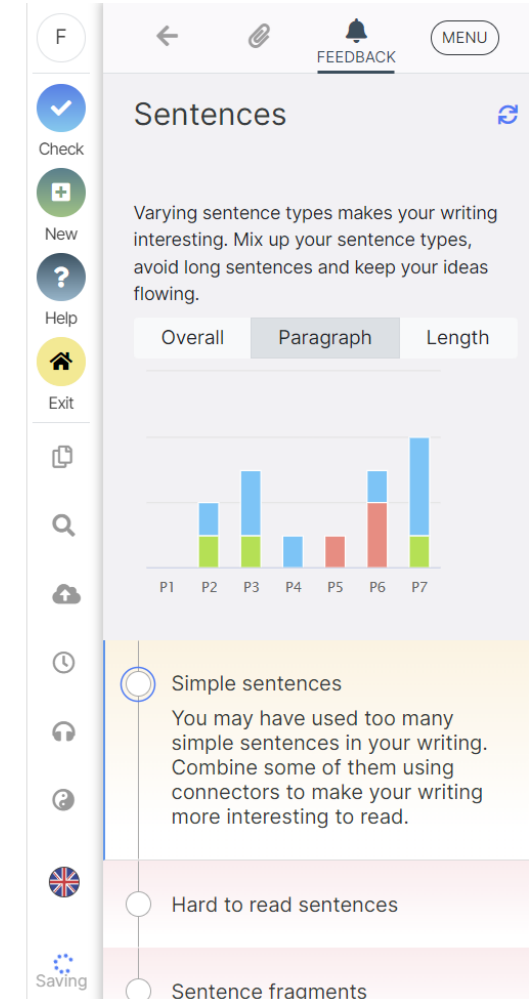 F
FEEDBACK
MENU
Check
New
Help
Exit
Saving
Sentences
Varying sentence types makes your writing
interesting. Mix up your sentence types,
avoid long sentences and keep your ideas
flowing.
Overall Paragraph Length
P1 P2 P3 P4 P5 P6 P7
Simple sentences
You may have used too many
simple sentences in your writing.
Combine some of them using
connectors to make your writing
more interesting to read.
Hard to read sentences
Sentence fragments